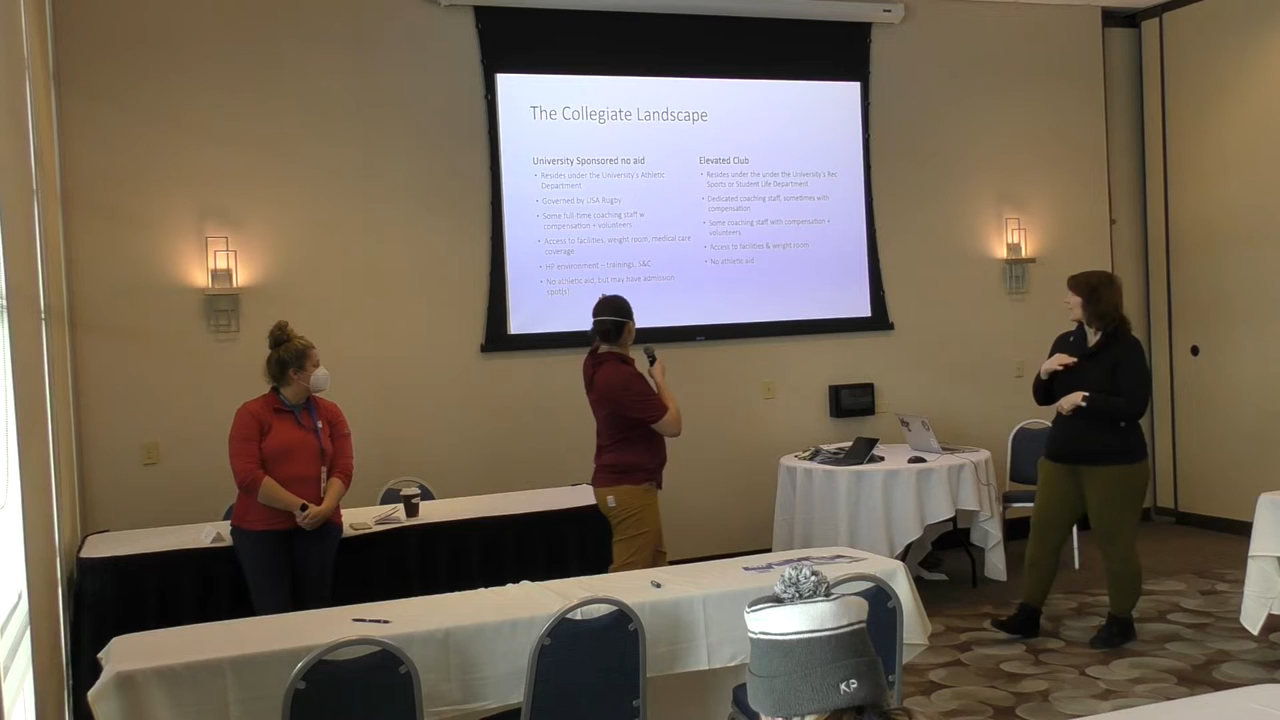 The Collegiate Landscape
University Sponsored no aid
• Resides under the University's Athletic
Department
• Governed by USA Rugby
• Some full-time coaching staff w
compensation + volunteers
• Access to facilities, weight room, medical care
coverage
• HP environment – trainings, S&C
• No athletic aid, but may have admission
spot(s)
Elevated Club
• Resides under the under the University's Rec
Sports or Student Life Department
• Dedicated coaching staff, sometimes with
compensation
• Some coaching staff with compensation +
volunteers
• Access to facilities & weight room
• No athletic aid
KP